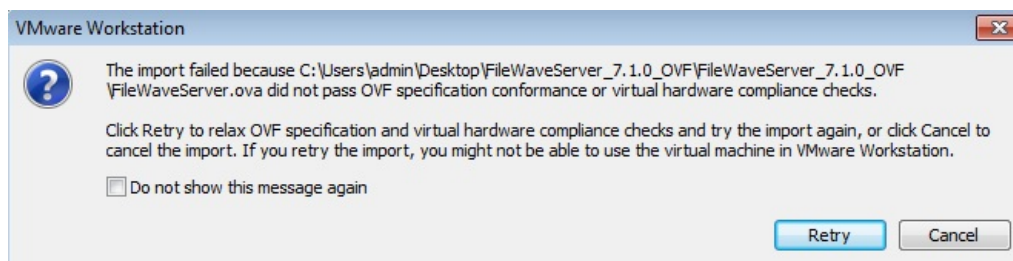 VMware Workstation
The import failed because C:\Users\admin\Desktop\FileWaveServer_7.1.0_OVF\FileWaveServer_7.1.0_OVF
\FileWaveServer.ova did not pass OVF specification conformance or virtual hardware compliance checks.
Click Retry to relax OVF specification and virtual hardware compliance checks and try the import again, or click Cancel to
cancel the import. If you retry the import, you might not be able to use the virtual machine in VMware Workstation.
Do not show this message again
Retry Cancel